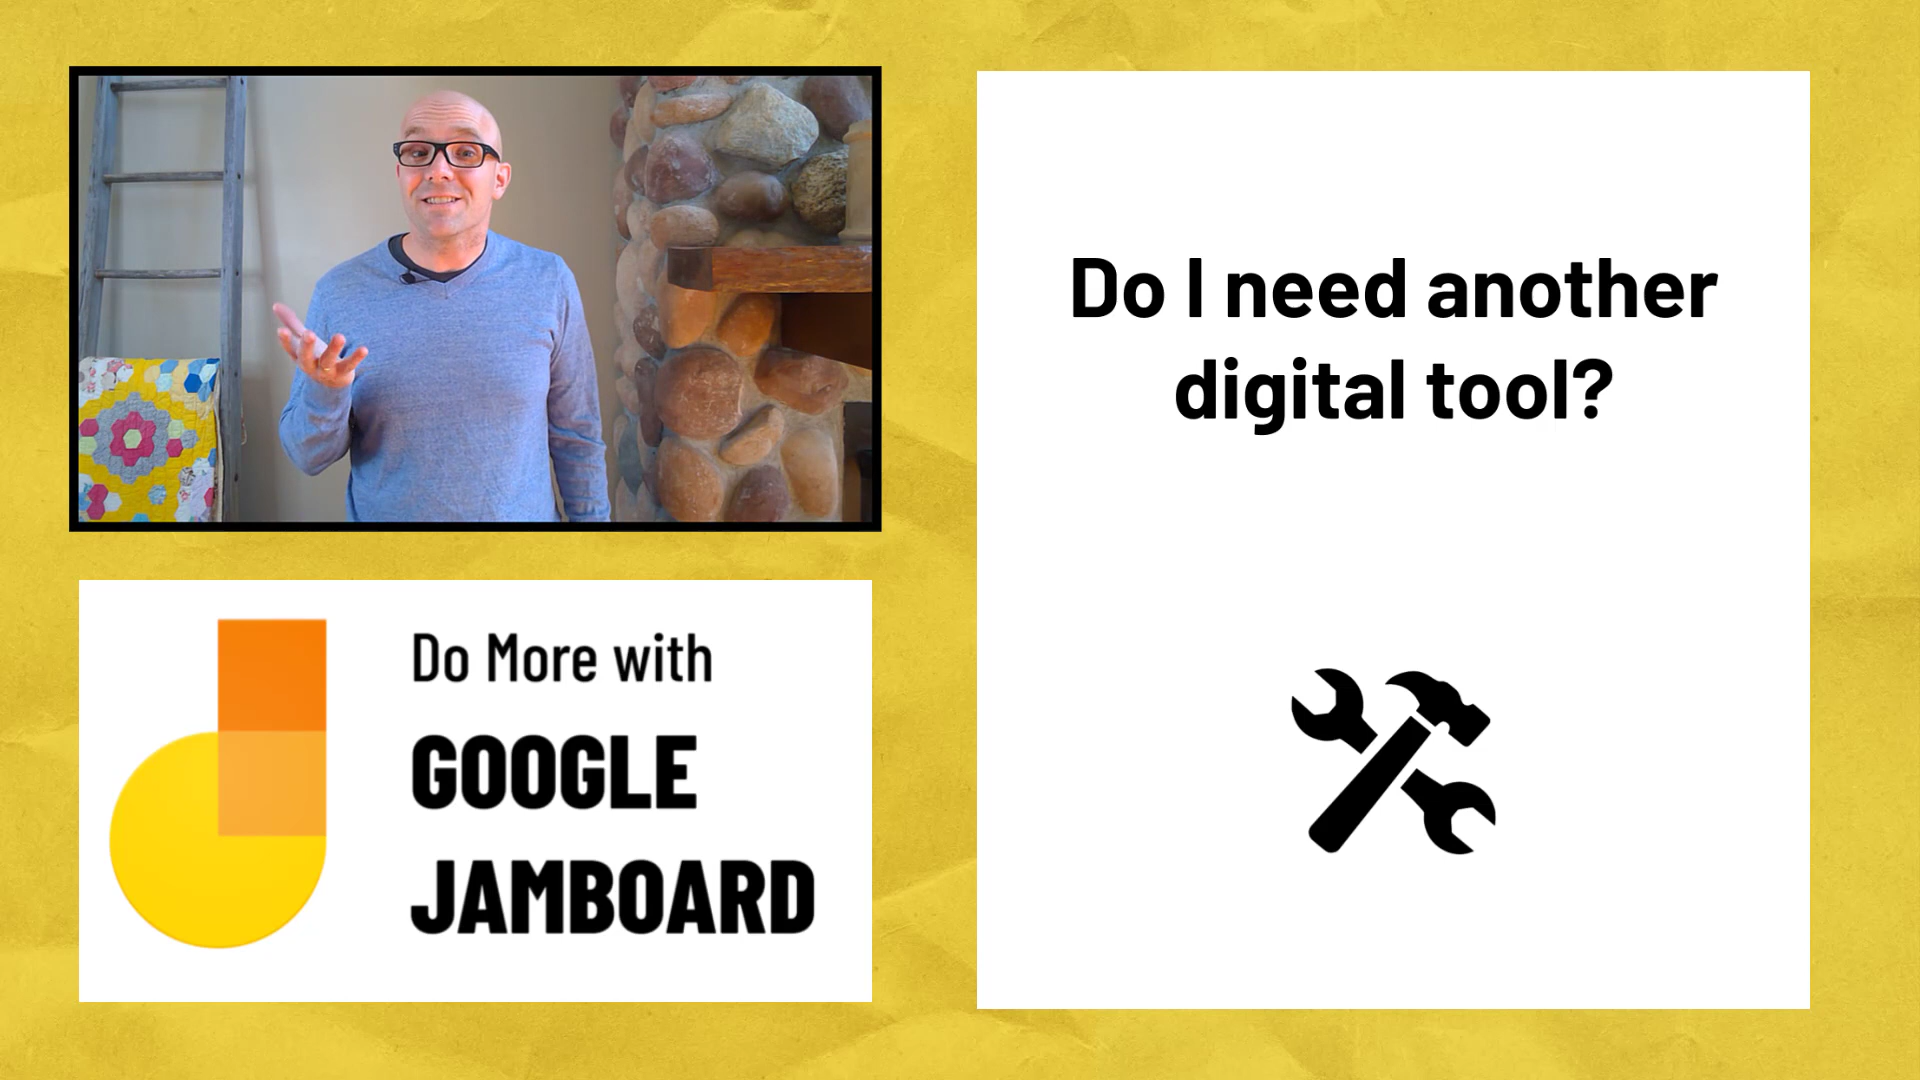 Do More with
GOOGLE
JAMBOARD
Do I need another
digital tool?